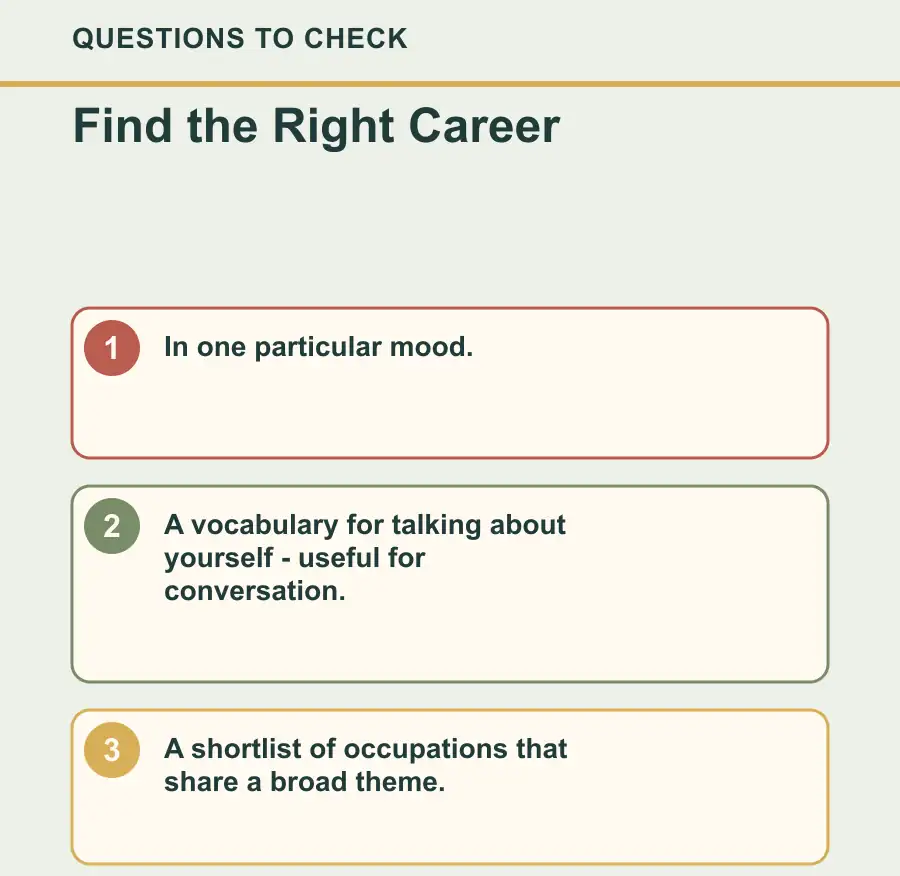 QUESTIONS TO CHECK
Find the Right Career
1
In one particular mood.
2
A vocabulary for talking about
yourself - useful for
conversation.
3
A shortlist of occupations that
share a broad theme.